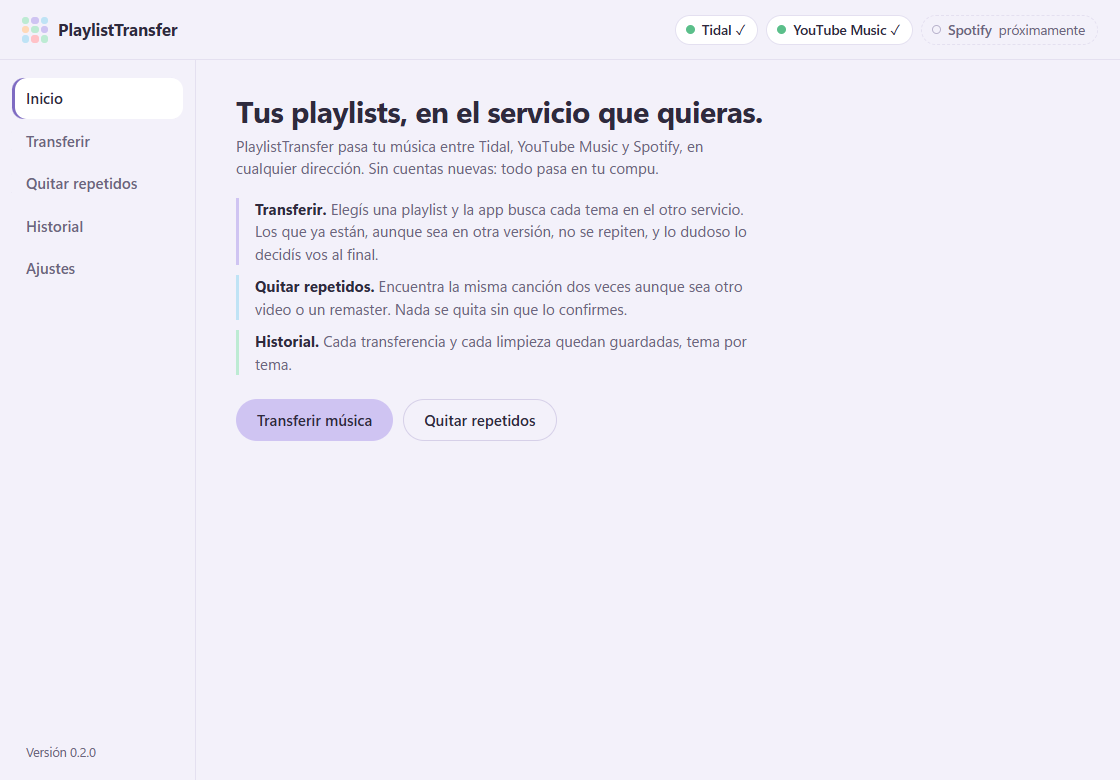 PlaylistTransfer
Tidal ✓
YouTube Music ✓
Spotify próximamente
Inicio
Transferir
Quitar repetidos
Historial
Ajustes
Tus playlists, en el servicio que quieras.
PlaylistTransfer pasa tu música entre Tidal, YouTube Music y Spotify, en
cualquier dirección. Sin cuentas nuevas: todo pasa en tu compu.
Transferir. Elegís una playlist y la app busca cada tema en el otro servicio.
Los que ya están, aunque sea en otra versión, no se repiten, y lo dudoso lo
decidís vos al final.
Quitar repetidos. Encuentra la misma canción dos veces aunque sea otro
video o un remaster. Nada se quita sin que lo confirmes.
Historial. Cada transferencia y cada limpieza quedan guardadas, tema por
tema.
Transferir música
Quitar repetidos
Versión 0.2.0